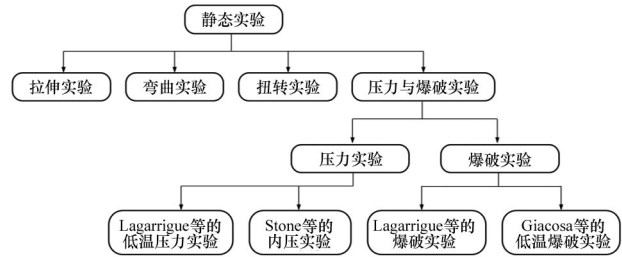 静态实验
拉伸实验
弯曲实验
扭转实验
压力与爆破实验
压力实验
爆破实验
Lagarrigue等的
低温压力实验
Stone等的
内压实验
Lagarrigue等的
爆破实验
Giacosa等的
低温爆破实验